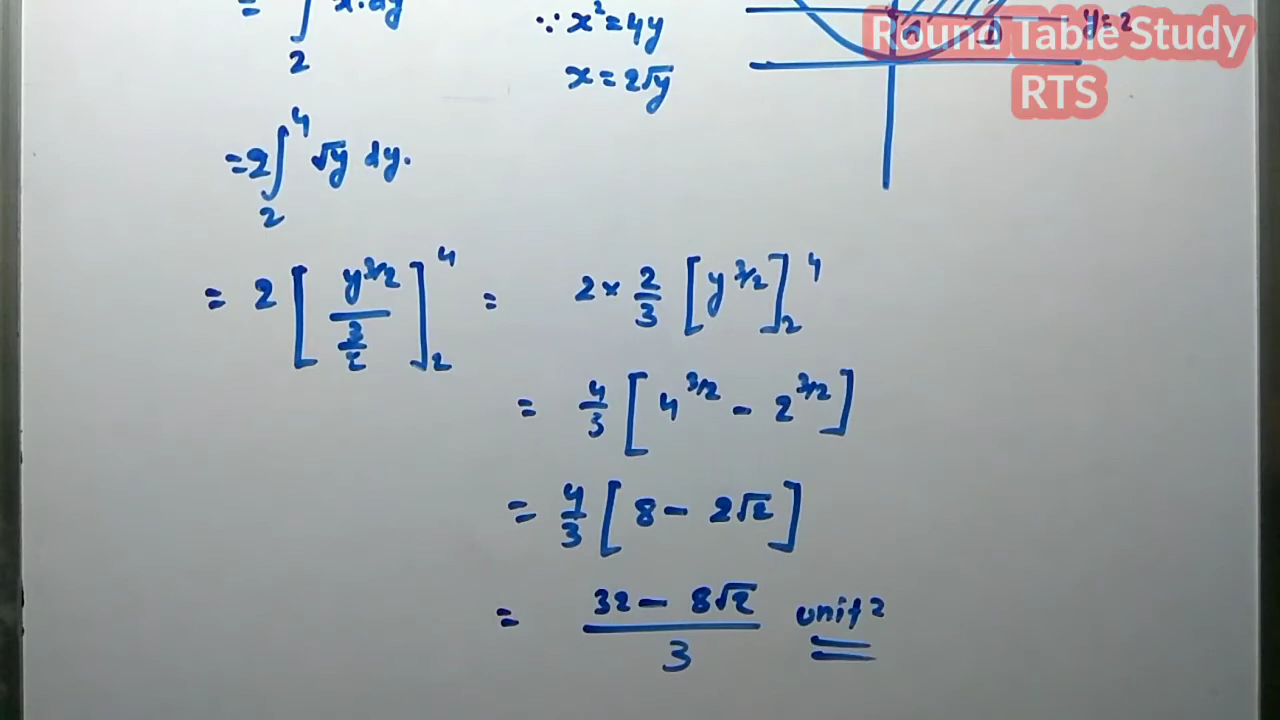 = ∫₂ x·dy
∵ x² = 4y
x = 2√y
y = 2
Round Table Study
RTS
= 2 ∫₂⁴ √y dy.
= 2 [ y^3/2 / 3/2 ]₂⁴ = 2 × 2/3 [ y^3/2 ]₂⁴
= 4/3 [ 4^3/2 - 2^3/2 ]
= 4/3 [ 8 - 2√2 ]
= 32 - 8√2 / 3 unit²